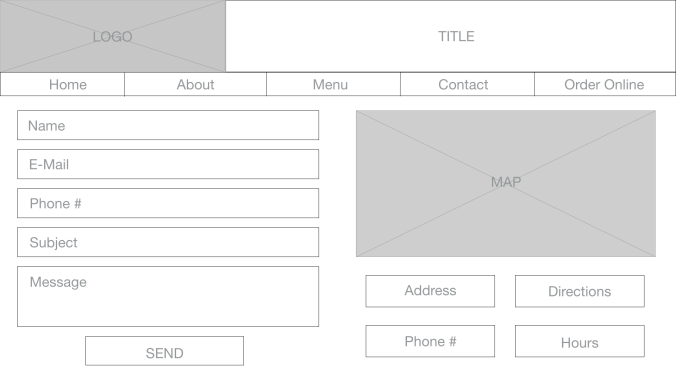 LOGO
TITLE
Home About Menu Contact Order Online
Name
E-Mail
Phone #
Subject
Message
SEND
MAP
Address Directions
Phone # Hours